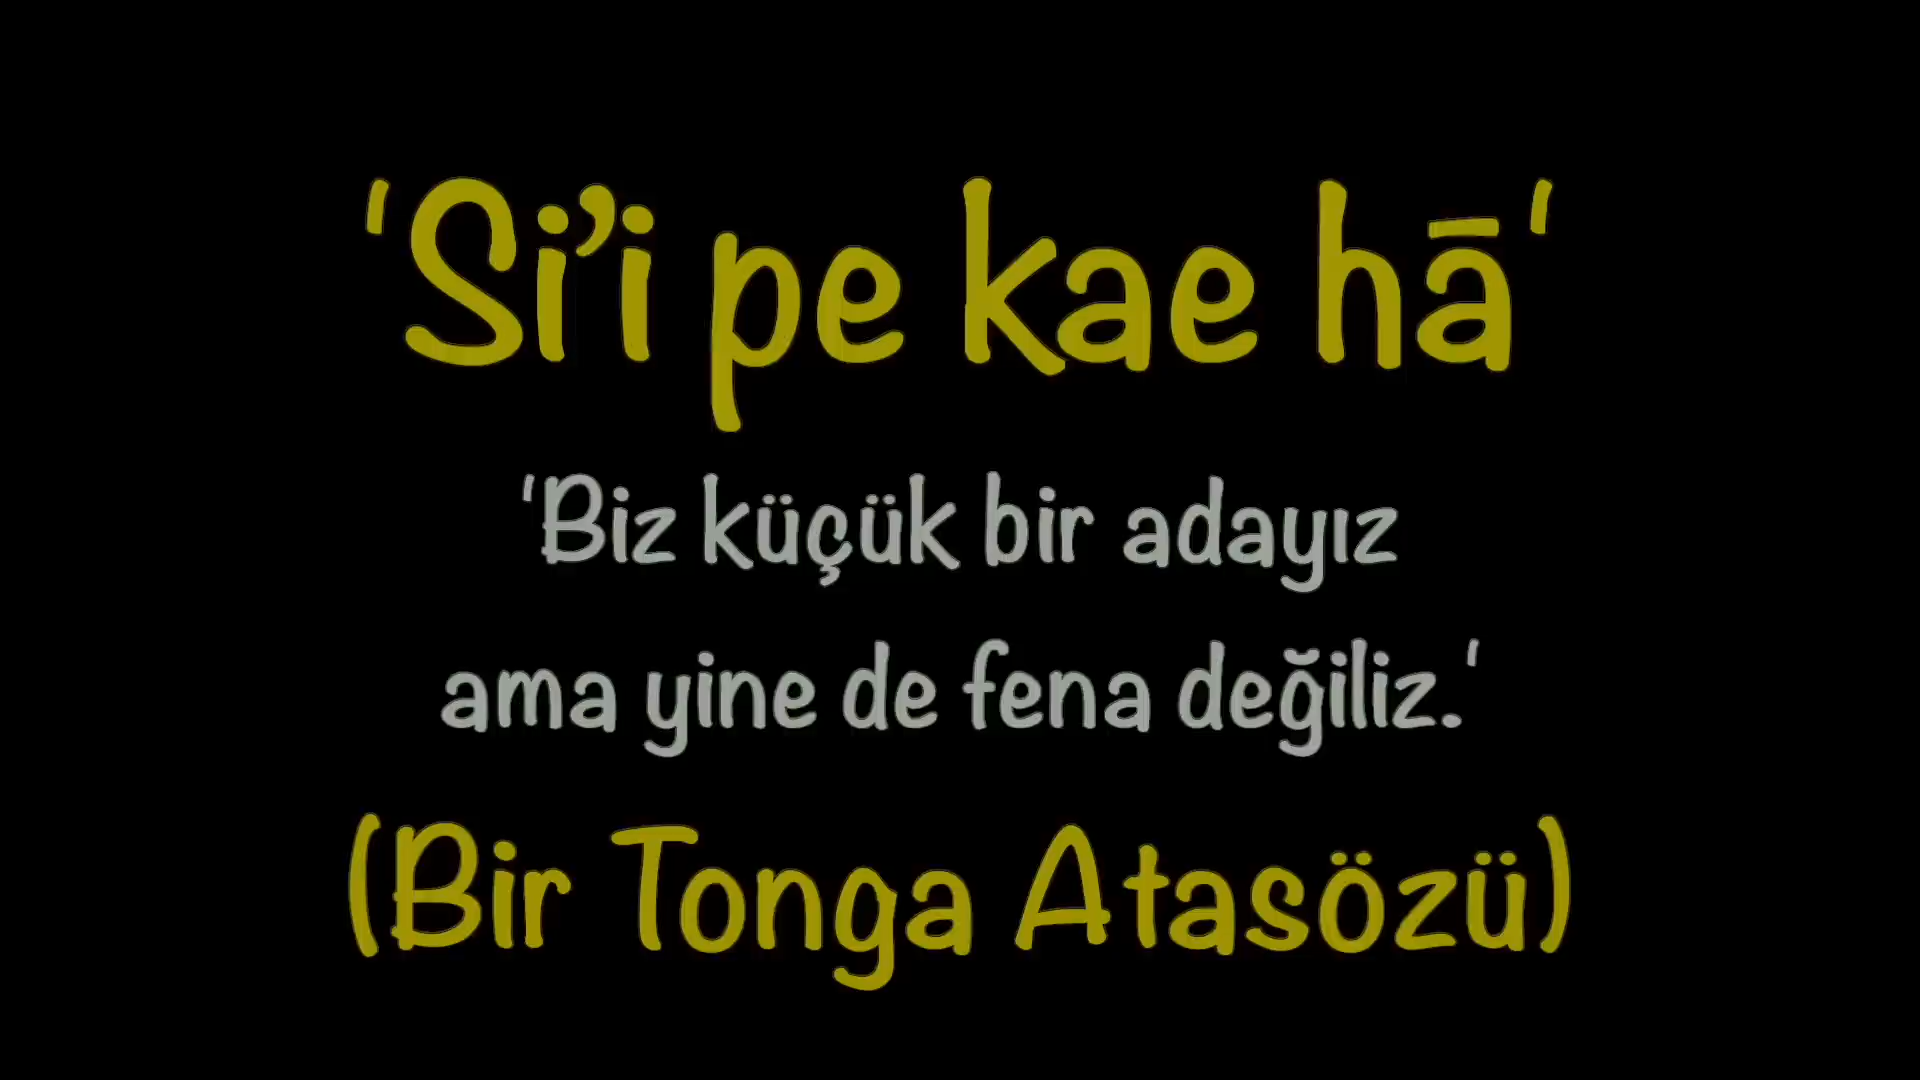 'Si’i pe kae hā'
'Biz küçük bir adayız
ama yine de fena değiliz.'
(Bir Tonga Atasözü)